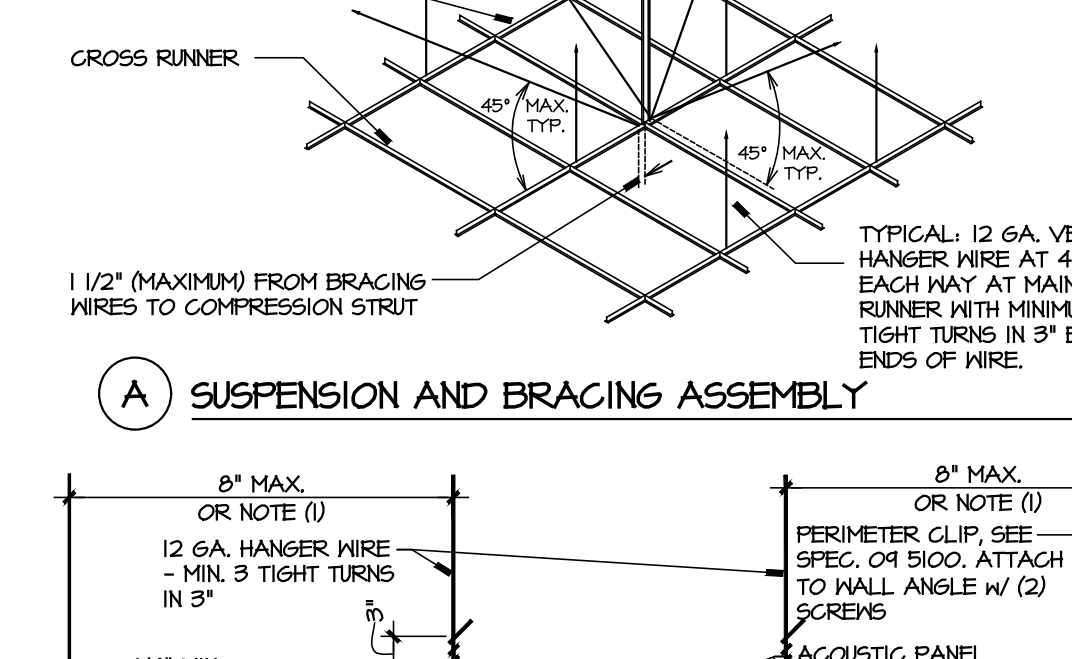 CROSS RUNNER
45° MAX.
TYP.
45° MAX.
TYP.
1 1/2" (MAXIMUM) FROM BRACING
WIRES TO COMPRESSION STRUT
TYPICAL: 12 GA.
HANGER WIRE AT
EACH WAY AT MAIN
RUNNER WITH
TIGHT TURNS IN 3"
ENDS OF WIRE.
A SUSPENSION AND BRACING ASSEMBLY
8" MAX.
OR NOTE (1)
12 GA. HANGER WIRE
- MIN. 3 TIGHT TURNS
IN 3"
3"
8" MAX.
OR NOTE (1)
PERIMETER CLIP, SEE
SPEC. 09 5100. ATTACH
TO WALL ANGLE w/ (2)
SCREWS
ACOUSTIC PANEL